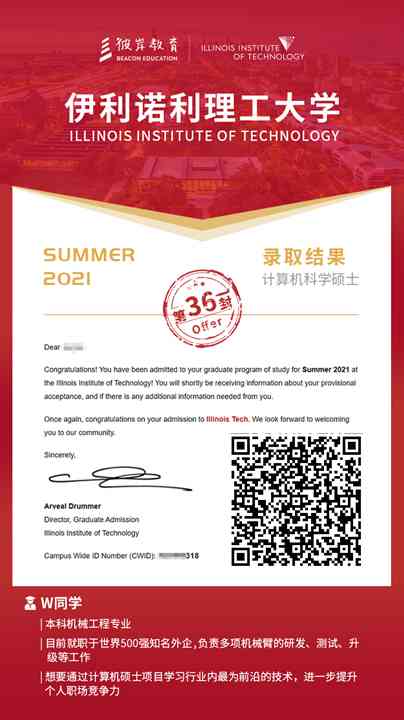 彼岸教育
BEACON EDUCATION
ILLINOIS INSTITUTE
OF TECHNOLOGY
伊利诺利理工大学
ILLINOIS INSTITUTE OF TECHNOLOGY
SUMMER
2021
录取结果
计算机科学硕士
第36封
Offer
Dear
Congratulations! You have been admitted to your graduate program of study for Summer 2021 at
the Illinois Institute of Technology! You will shortly be receiving information about your provisional
acceptance, and if there is any additional information needed from you.
Once again, congratulations on your admission to Illinois Tech. We look forward to welcoming
you to our community.
Sincerely,
Arveal Drummer
Director, Graduate Admission
Illinois Institute of Technology
Campus Wide ID Number (CWID): 318
W同学
本科机械工程专业
目前就职于世界500强知名外企,负责多项机械臂的研发、测试、升
级等工作
想要通过计算机硕士项目学习行业内最为前沿的技术，进一步提升
个人职场竞争力